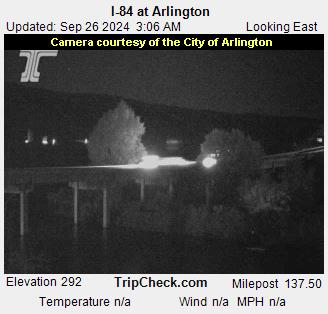 I-84 at Arlington
Updated: Sep 26 2024 3:06 AM Looking East
Camera courtesy of the City of Arlington
Elevation 292 TripCheck.com Milepost 137.50
Temperature n/a Wind n/a MPH n/a